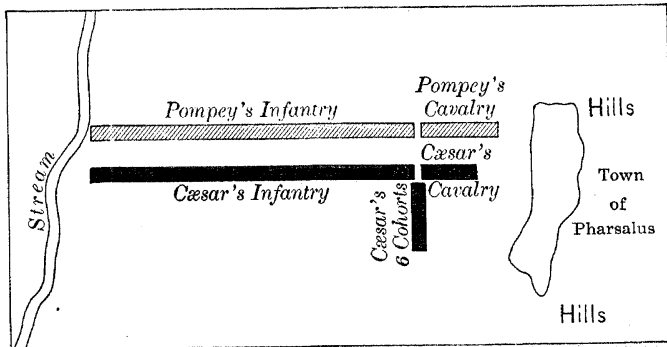 Pompey's Infantry
Pompey's
Cavalry
Hills
Stream
Cæsar's Infantry
Cæsar's
Cavalry
Cæsar's
6 Cohorts
Town
of
Pharsalus
Hills